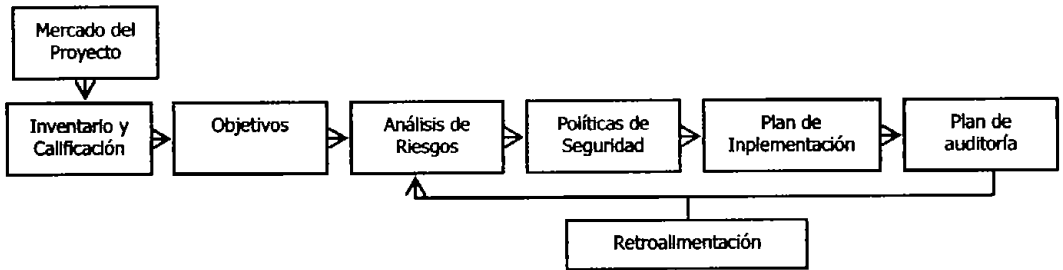 Mercado del
Proyecto
Inventario y
Calificación
Objetivos
Análisis de
Riesgos
Políticas de
Seguridad
Plan de
Inplementación
Plan de
auditoría
Retroalimentación